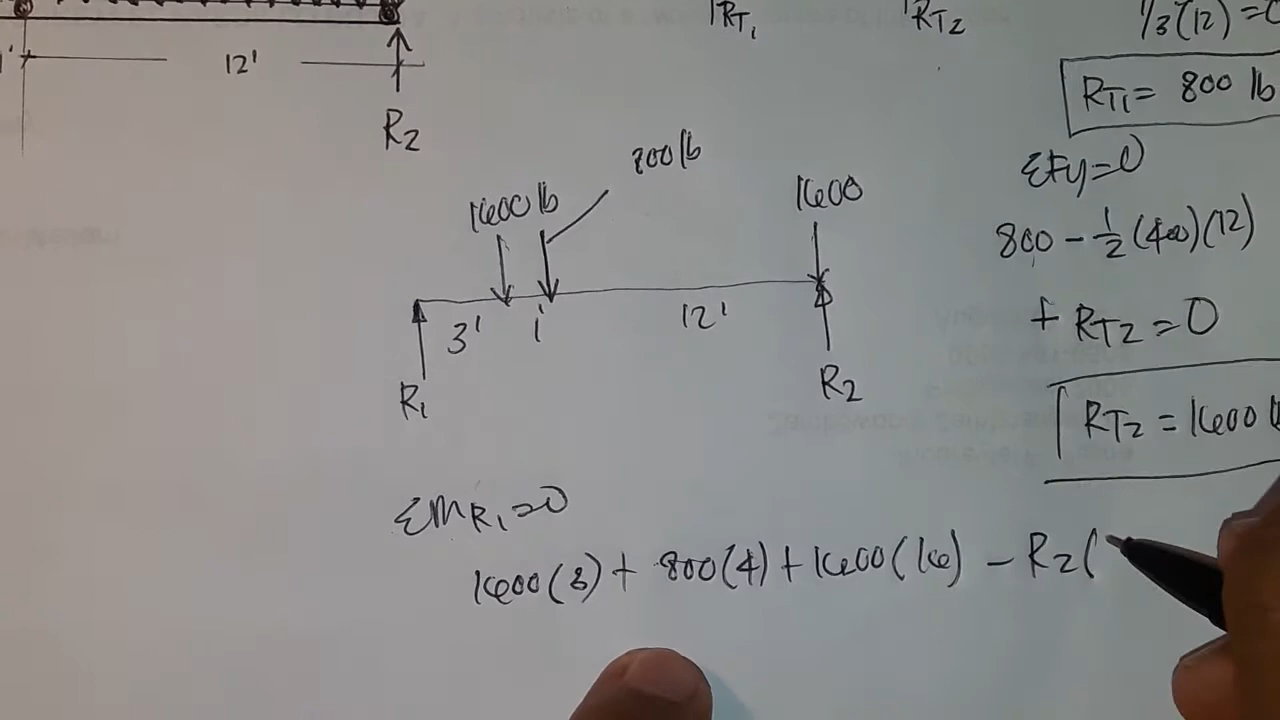 12'
R2
RT1
RT2
1/3(12)=
RT1 = 800 lb
ΣFy=0
800 - 1/2(400)(12)
+ RT2 = 0
RT2 = 1600
1600 lb
800 lb
1600
3'
1'
12'
R1
R2
ΣMR1=0
1600(3) + 800(4) + 1600(16) - R2(